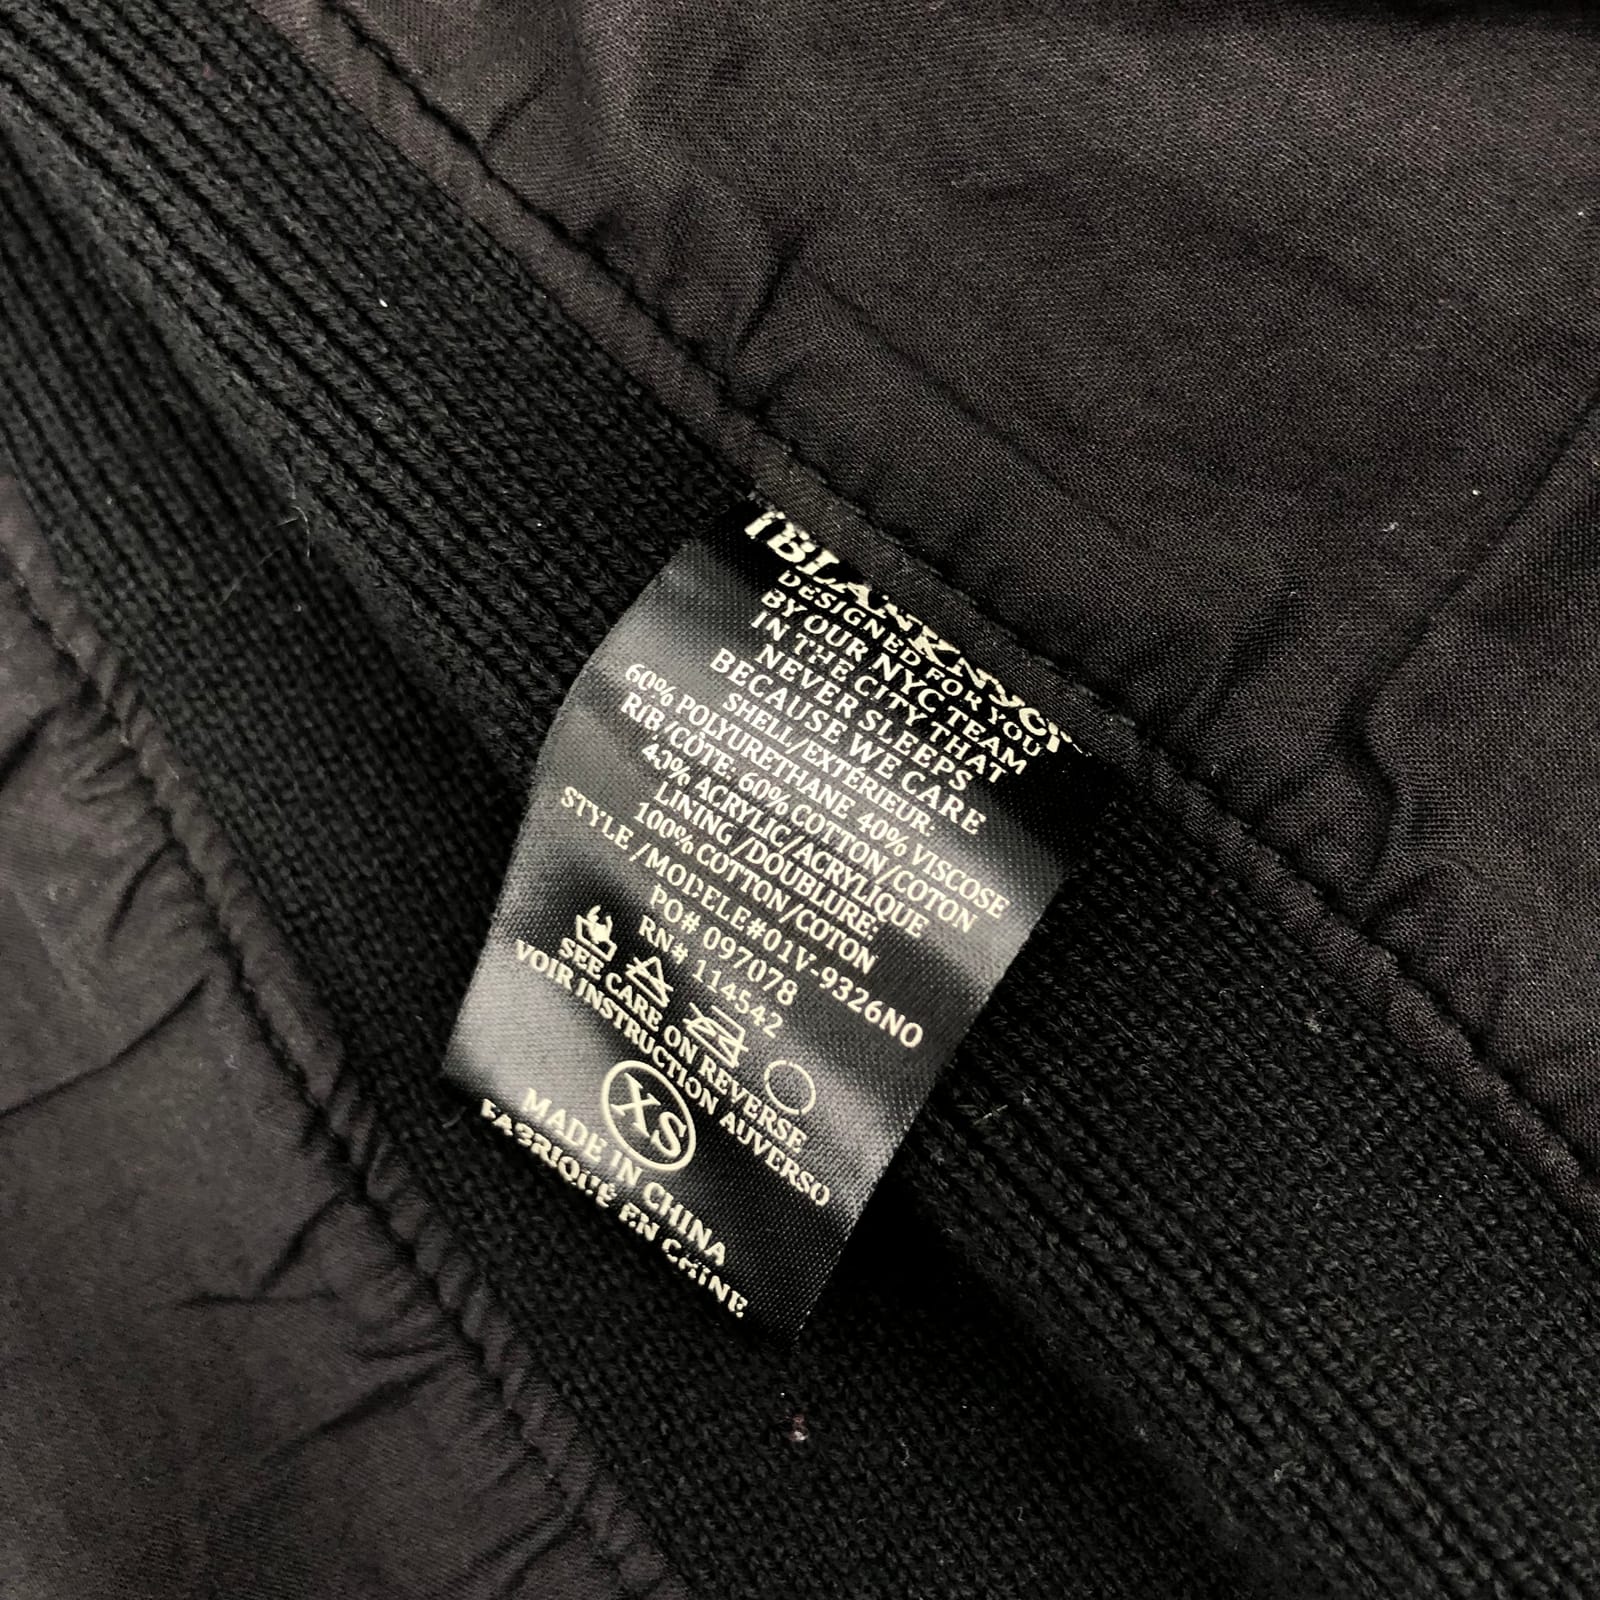 [BLANKNYC]
DESIGNED FOR YOU
BY OUR NYC TEAM
IN THE CITY THAT
NEVER SLEEPS
BECAUSE WE CARE
SHELL/EXTÉRIEUR:
60% POLYURETHANE 40% VISCOSE
RIB/CÔTE: 60% COTTON/COTON
40% ACRYLIC/ACRYLIQUE
LINING/DOUBLURE:
100% COTTON/COTON
STYLE/MODELE#01V-9326NO
PO# 097078
RN# 114542
SEE CARE ON REVERSE
VOIR INSTRUCTION AUVERSO
XS
MADE IN CHINA
FABRIQUÉ EN CHINE